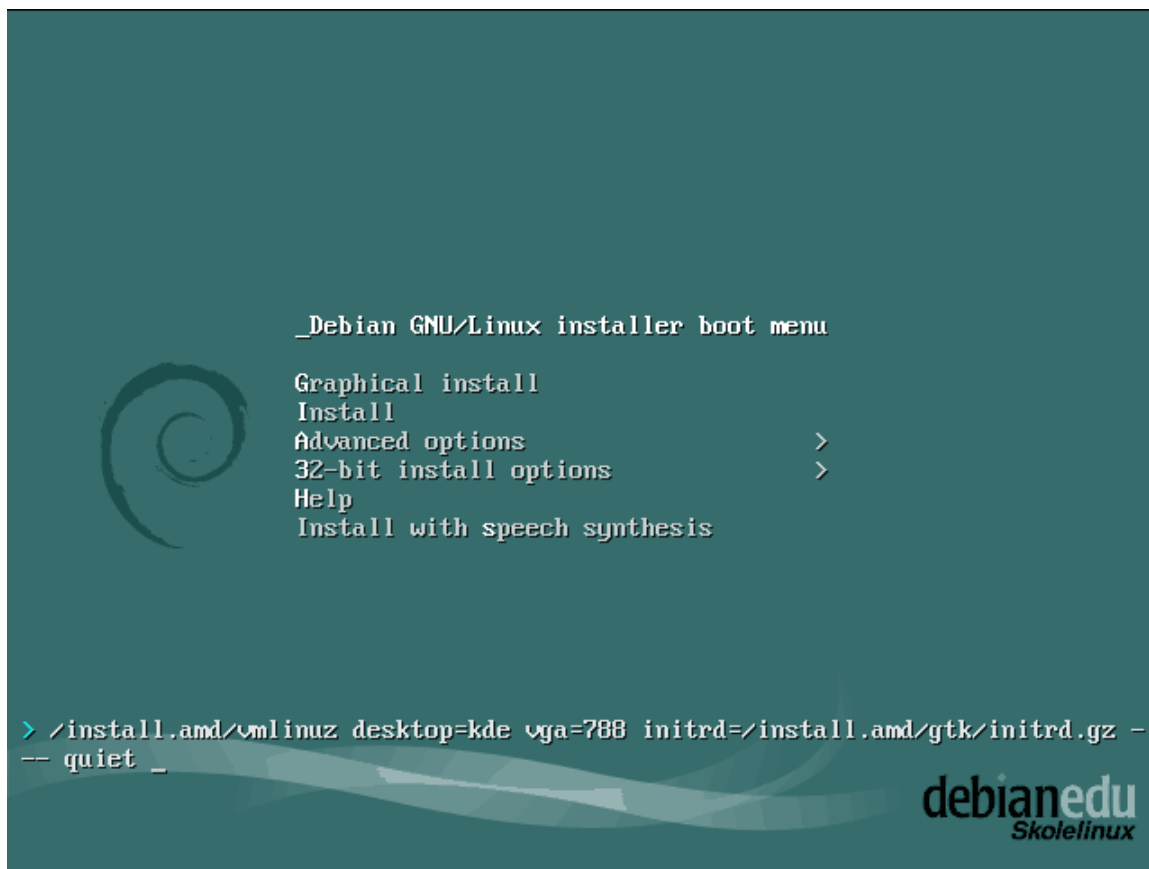 _Debian GNU/Linux installer boot menu
Graphical install
Install
Advanced options >
32-bit install options >
Help
Install with speech synthesis
> /install.amd/vmlinuz desktop=kde vga=788 initrd=/install.amd/gtk/initrd.gz -
-- quiet _
debianedu
Skolelinux